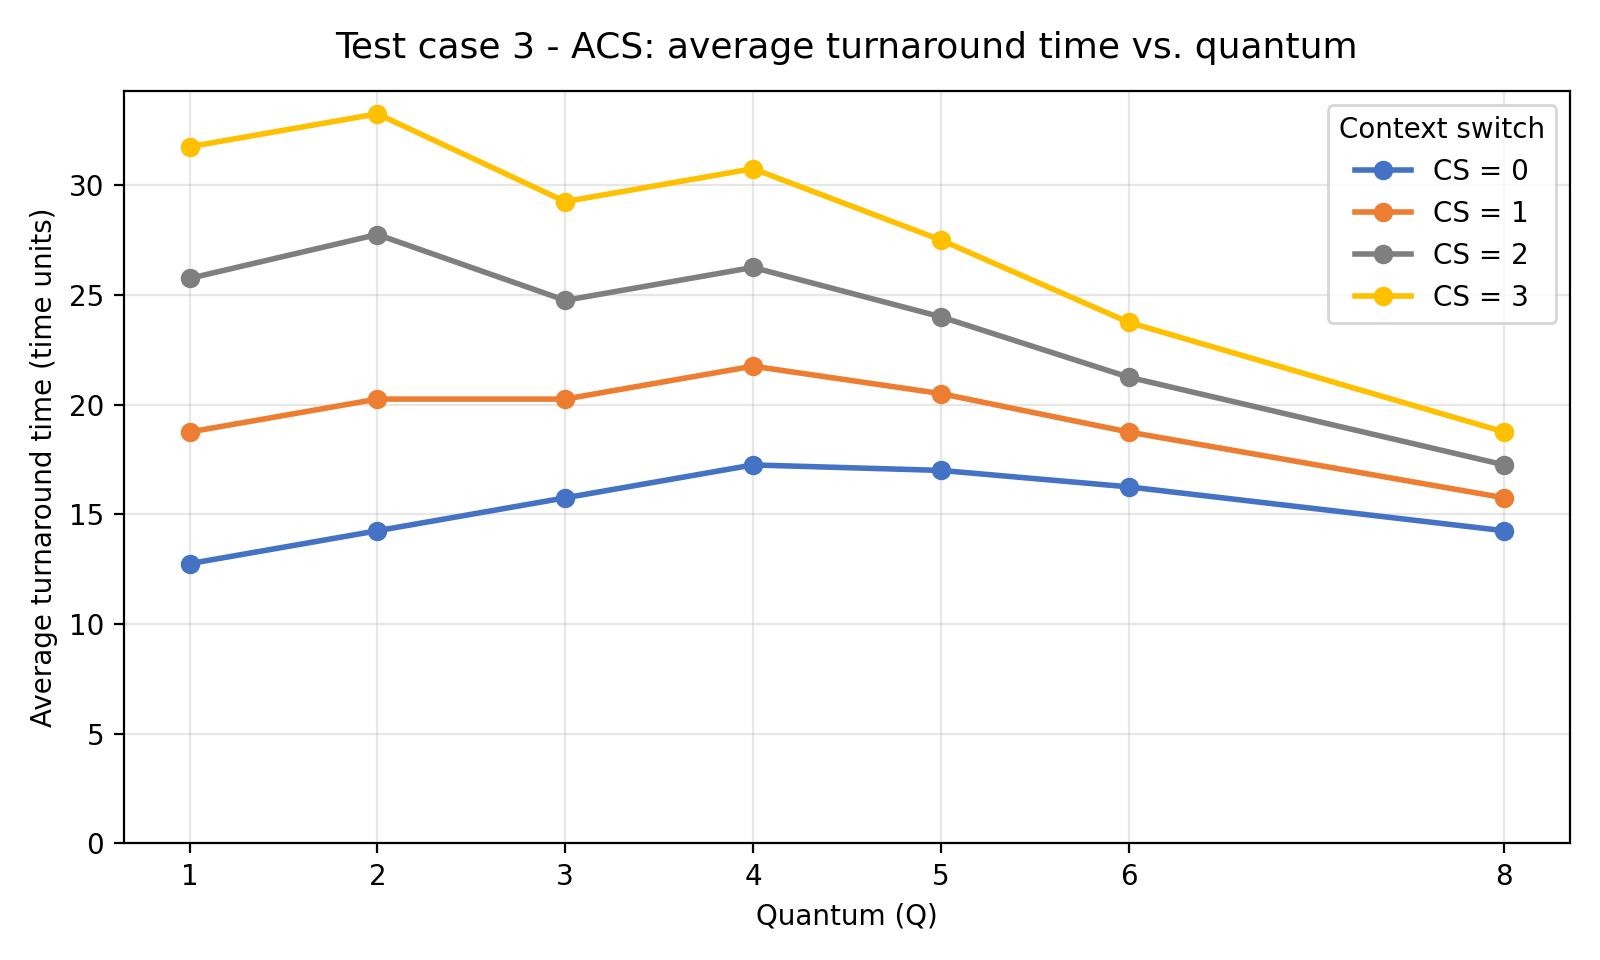 Test case 3 - ACS: average turnaround time vs. quantum
Average turnaround time (time units)
30
25
20
15
10
5
0
Context switch
CS = 0
CS = 1
CS = 2
CS = 3
1 2 3 4 5 6 8
Quantum (Q)